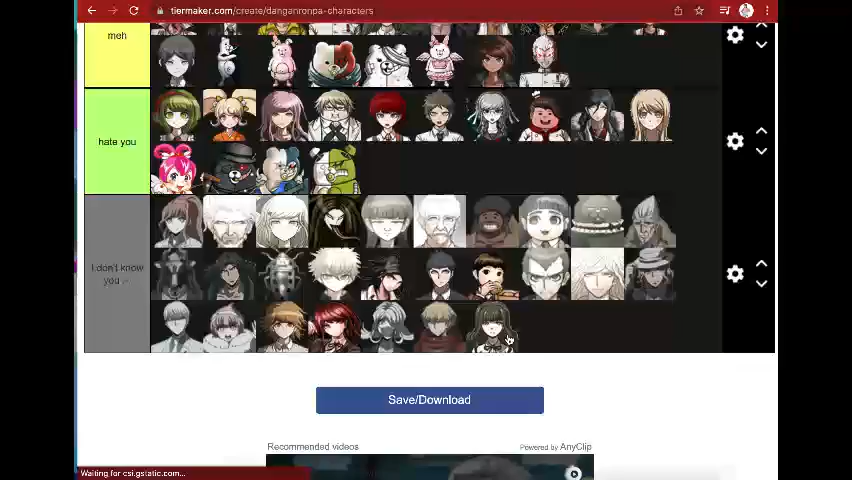 tiermaker.com/create/danganronpa-characters
meh
hate you
I don't know
you .-.
Save/Download
Recommended videos
Powered by AnyClip
Waiting for csi.gstatic.com...